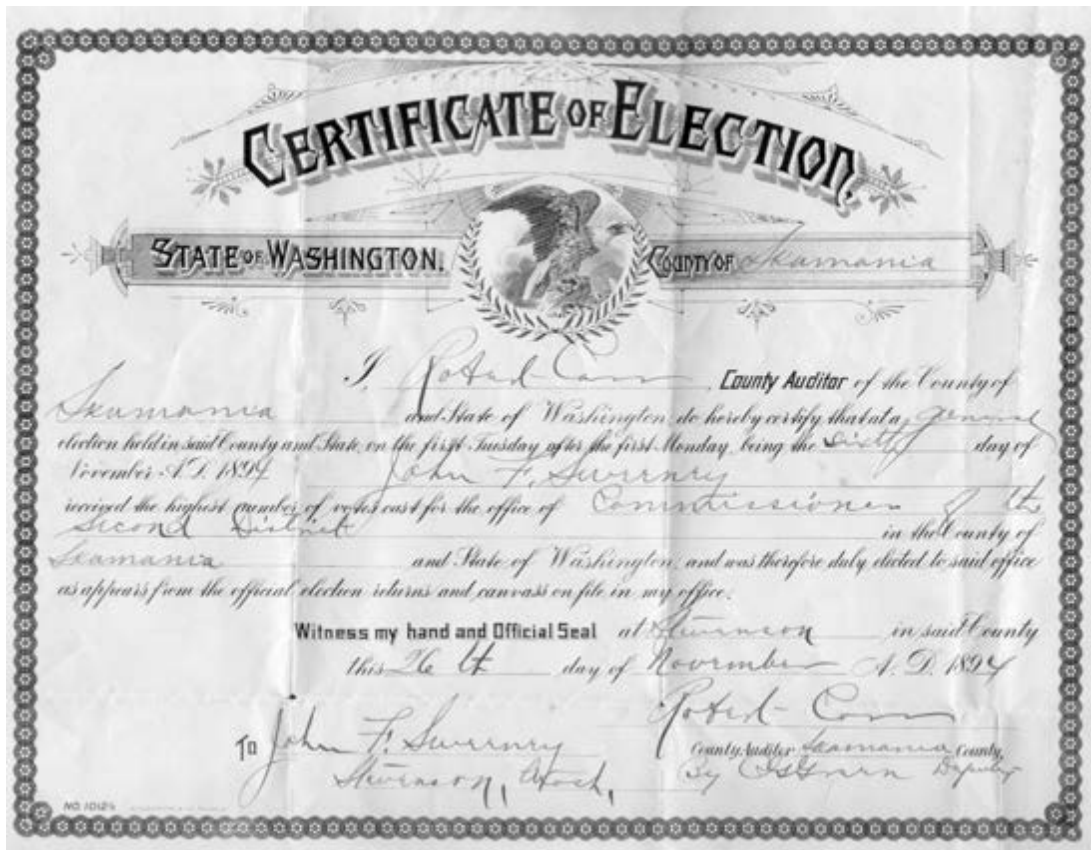 CERTIFICATE OF ELECTION.
STATE OF WASHINGTON. COUNTY OF Skamania
I, Robert Carr, County Auditor of the County of
Skamania and State of Washington, do hereby certify that at a general
election held in said County and State, on the first Tuesday after the first Monday, being the sixth day of
November A.D. 1894 John F. Sweeney
received the highest number of votes cast for the office of Commissioner of the
Second District in the County of
Skamania and State of Washington, and was therefore duly elected to said office
as appears from the official election returns and canvass on file in my office.
Witness my hand and Official Seal at Stevenson in said County
this 26th day of November A.D. 1894
Robert Carr
To John F. Sweeney County Auditor Skamania County,
Stevenson, Wash, By Deputy
NO. 10124